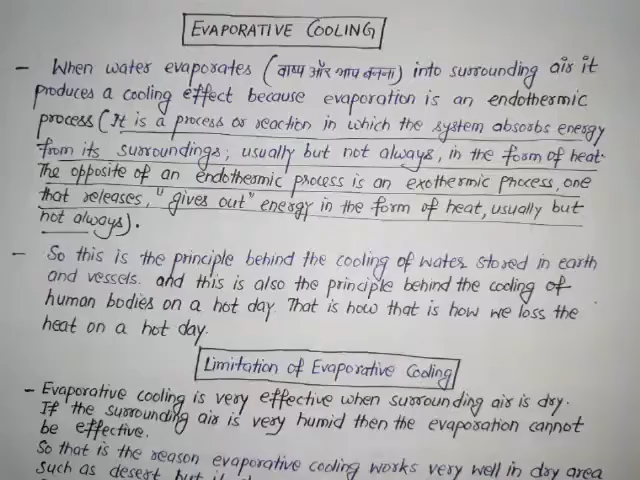 EVAPORATIVE COOLING
- When water evaporates (वाष्प और भाप बनना) into surrounding air it
produces a cooling effect because evaporation is an endothermic
process (It is a process or reaction in which the system absorbs energy
from its surroundings; usually but not always, in the form of heat.
The opposite of an endothermic process is an exothermic process, one
that releases, "gives out" energy in the form of heat, usually but
not always).
- So this is the principle behind the cooling of water stored in earth
and vessels. and this is also the principle behind the cooling of
human bodies on a hot day. That is how that is how we loss the
heat on a hot day.
Limitation of Evaporative Cooling
- Evaporative cooling is very effective when surrounding air is dry.
If the surrounding air is very humid then the evaporation cannot
be effective.
So that is the reason evaporative cooling works very well in dry area
such as desert but